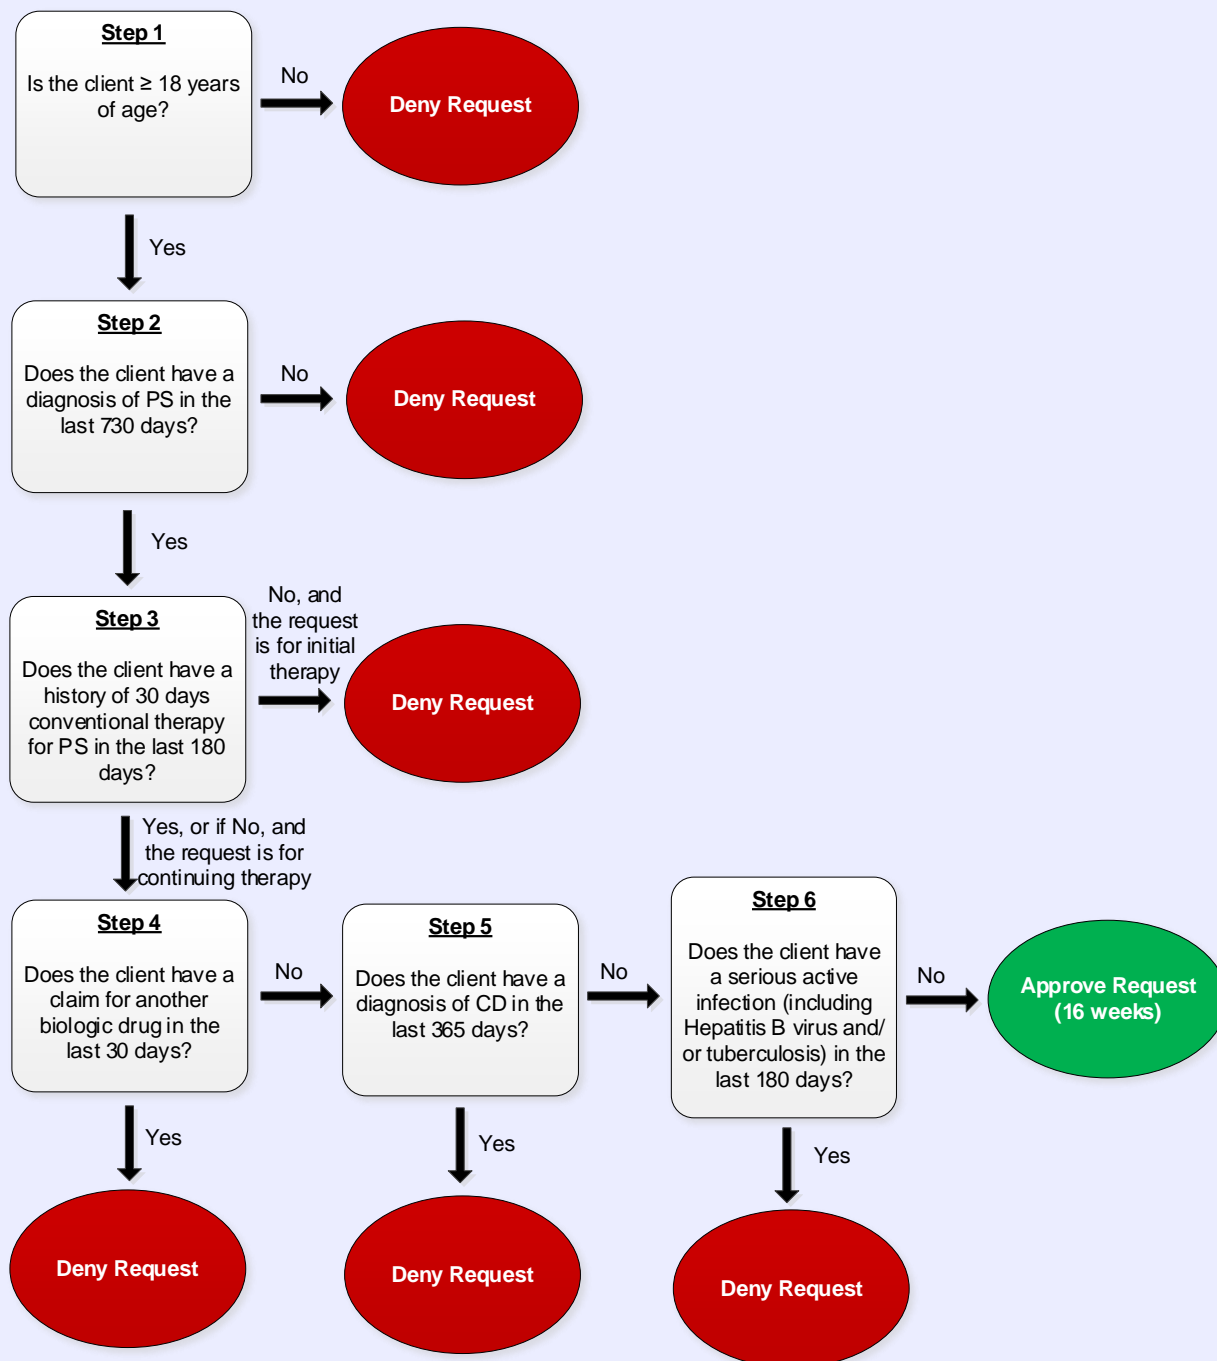 Step 1
Is the client ≥ 18 years
of age?
No
Deny Request
Yes
Step 2
Does the client have a
diagnosis of PS in the
last 730 days?
No
Deny Request
Yes
Step 3
Does the client have a
history of 30 days
conventional therapy
for PS in the last 180
days?
No, and
the request
is for initial
therapy
Deny Request
Yes, or if No, and
the request is for
continuing therapy
Step 4
Does the client have a
claim for another
biologic drug in the
last 30 days?
No
Step 5
Does the client have a
diagnosis of CD in the
last 365 days?
No
Step 6
Does the client have
a serious active
infection (including
Hepatitis B virus and/
or tuberculosis) in the
last 180 days?
No
Approve Request
(16 weeks)
Yes
Deny Request
Yes
Deny Request
Yes
Deny Request